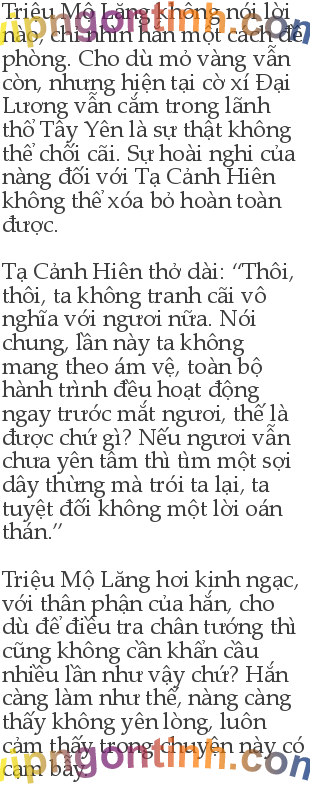 Triệu Mộ Lăng không nói lời
nào, chỉ nhìn hắn một cách đề
phòng. Cho dù mỏ vàng vẫn
còn, nhưng hiện tại cờ xí Đại
Lương vẫn cắm trong lãnh
thổ Tây Yên là sự thật không
thể chối cãi. Sự hoài nghi của
nàng đối với Tạ Cảnh Hiên
không thể xóa bỏ hoàn toàn
được.

Tạ Cảnh Hiên thở dài: “Thôi,
thôi, ta không tranh cãi vô
nghĩa với ngươi nữa. Nói
chung, lần này ta không
mang theo ám vệ, toàn bộ
hành trình đều hoạt động
ngay trước mắt ngươi, thế là
được chứ gì? Nếu ngươi vẫn
chưa yên tâm thì tìm một sợi
dây thừng mà trói ta lại, ta
tuyệt đối không một lời oán
thán.”

Triệu Mộ Lăng hơi kinh ngạc,
với thân phận của hắn, cho
dù để điều tra chân tướng thì
cũng không cần khẩn cầu
nhiều lần như vậy chứ? Hắn
càng làm như thế, nàng càng
thấy không yên lòng, luôn
cảm thấy trong chuyện này có
cạm bẫy.
vipngontinh.com
vipngontinh.com